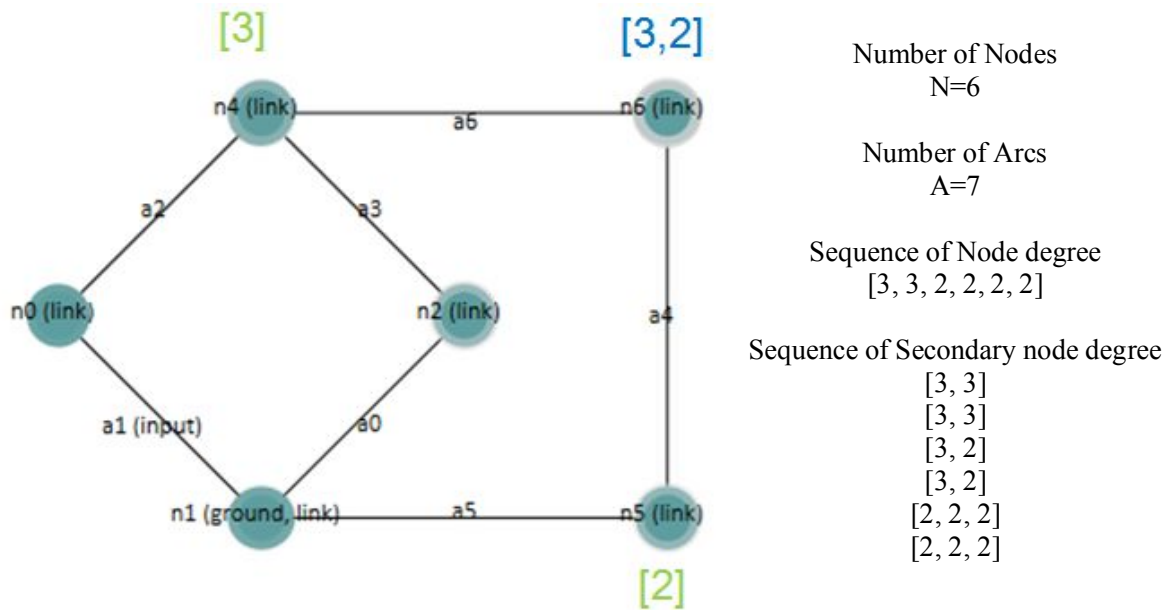 [3]
[3,2]
n4 (link)
a6
n6 (link)
a2
a3
n0 (link)
n2 (link)
a4
a1 (input)
a0
n1 (ground, link)
a5
n5 (link)
[2]
Number of Nodes
N=6
Number of Arcs
A=7
Sequence of Node degree
[3, 3, 2, 2, 2, 2]
Sequence of Secondary node degree
[3, 3]
[3, 3]
[3, 2]
[3, 2]
[2, 2, 2]
[2, 2, 2]